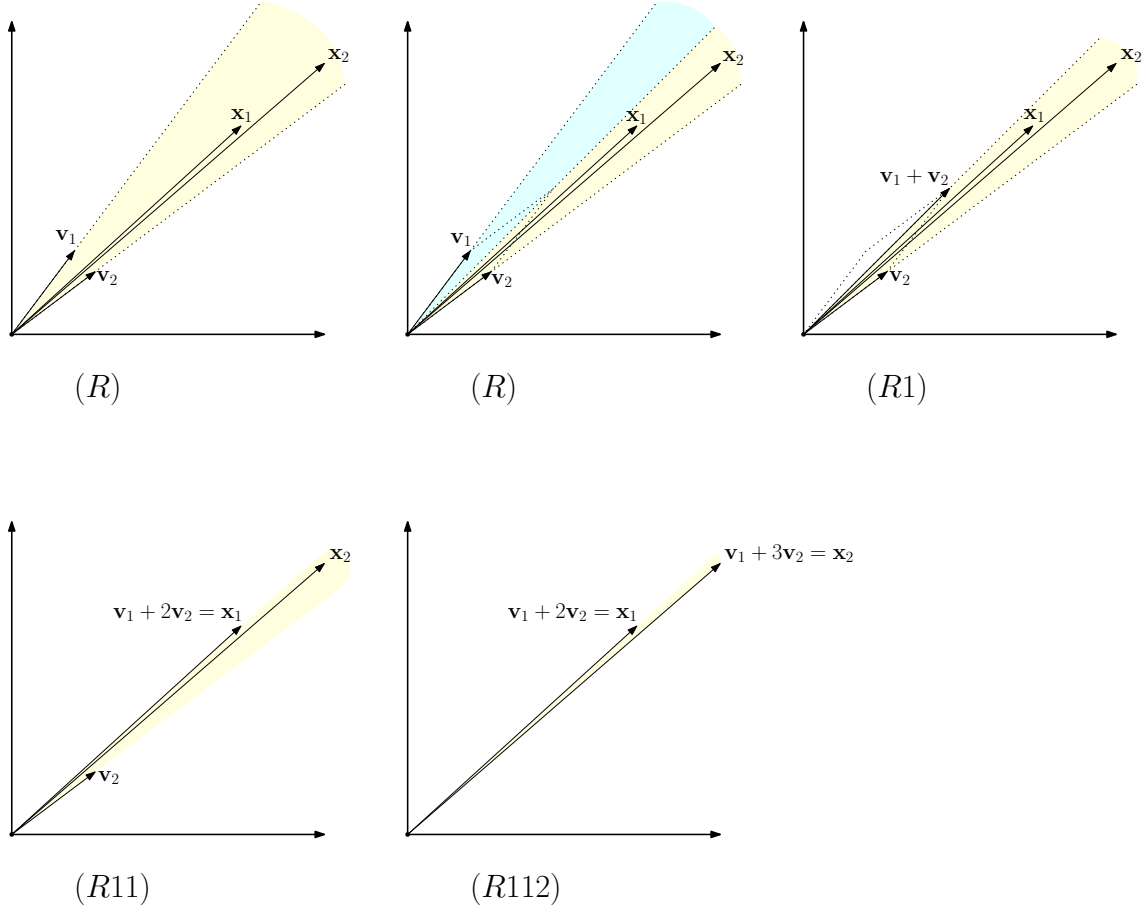 x₂
x₁
v₁
v₂
(R)
x₂
x₁
v₁
v₂
(R)
x₂
x₁
v₁ + v₂
v₂
(R1)
x₂
v₁ + 2v₂ = x₁
v₂
(R11)
v₁ + 3v₂ = x₂
v₁ + 2v₂ = x₁
(R112)